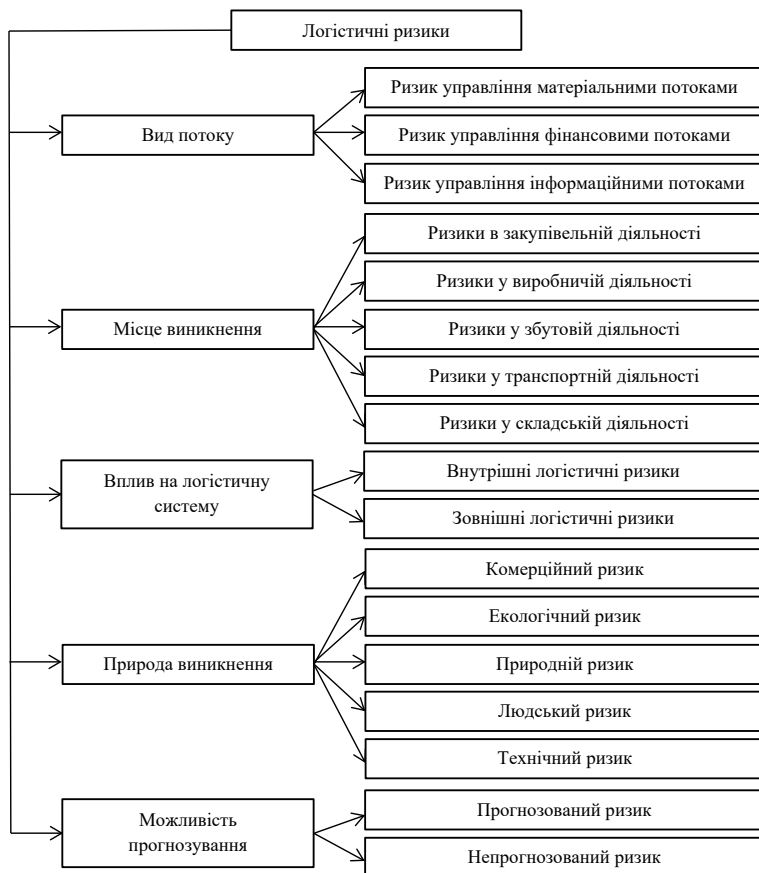 Логістичні ризики
Вид потоку
Ризик управління матеріальними потоками
Ризик управління фінансовими потоками
Ризик управління інформаційними потоками
Місце виникнення
Ризики в закупівельній діяльності
Ризики у виробничій діяльності
Ризики у збутовій діяльності
Ризики у транспортній діяльності
Ризики у складській діяльності
Вплив на логістичну
систему
Внутрішні логістичні ризики
Зовнішні логістичні ризики
Природа виникнення
Комерційний ризик
Екологічний ризик
Природній ризик
Людський ризик
Технічний ризик
Можливість
прогнозування
Прогнозований ризик
Непрогнозований ризик